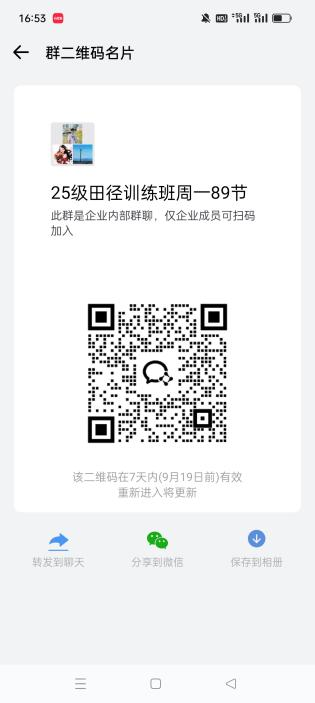 16:53
HD
5G
5G
群二维码名片
25级田径训练班周一89节
此群是企业内部群聊，仅企业成员可扫码
加入
该二维码在7天内(9月19日前)有效
重新进入将更新
转发到聊天 分享到微信 保存到相册